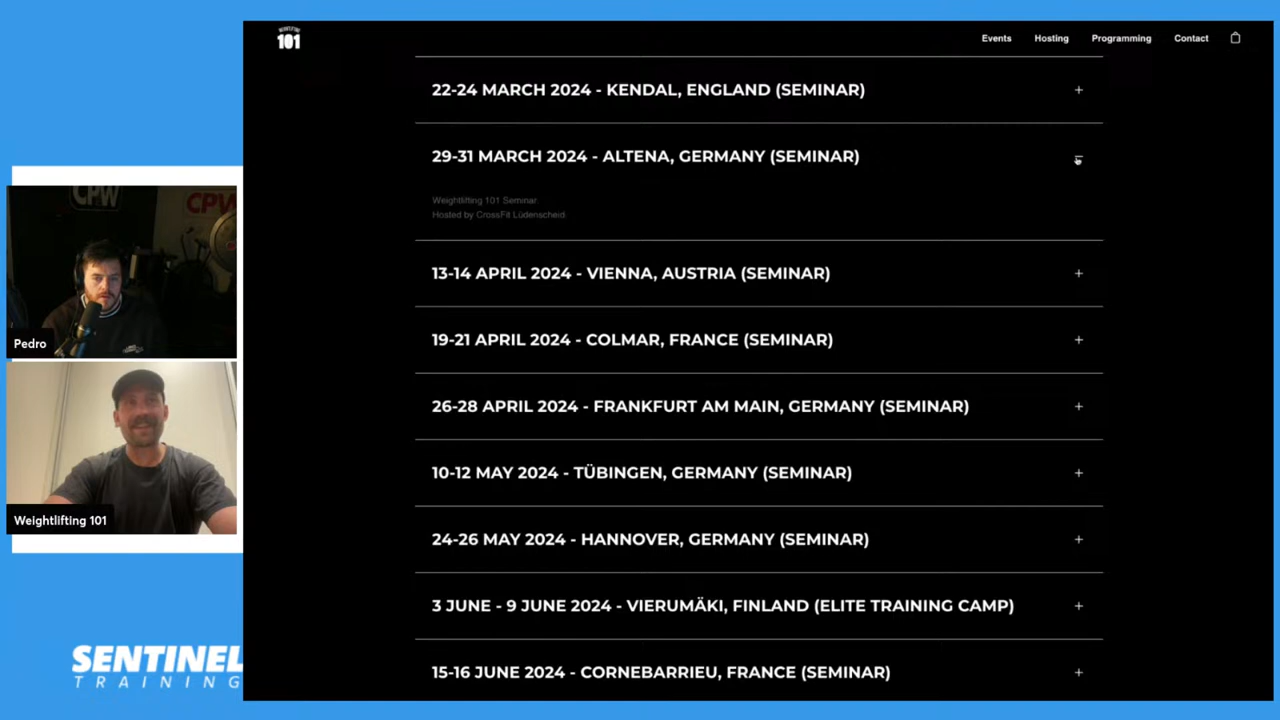 WEIGHTLIFTING
101
Events
Hosting
Programming
Contact
22-24 MARCH 2024 - KENDAL, ENGLAND (SEMINAR)
+
29-31 MARCH 2024 - ALTENA, GERMANY (SEMINAR)
Weightlifting 101 Seminar
Hosted by CrossFit Lüdenscheid
13-14 APRIL 2024 - VIENNA, AUSTRIA (SEMINAR)
+
19-21 APRIL 2024 - COLMAR, FRANCE (SEMINAR)
+
26-28 APRIL 2024 - FRANKFURT AM MAIN, GERMANY (SEMINAR)
+
10-12 MAY 2024 - TÜBINGEN, GERMANY (SEMINAR)
+
24-26 MAY 2024 - HANNOVER, GERMANY (SEMINAR)
+
3 JUNE - 9 JUNE 2024 - VIERUMÄKI, FINLAND (ELITE TRAINING CAMP)
+
15-16 JUNE 2024 - CORNEBARRIEU, FRANCE (SEMINAR)
+
CPW
CPW
Pedro
Weightlifting 101
SENTINEL
TRAINING